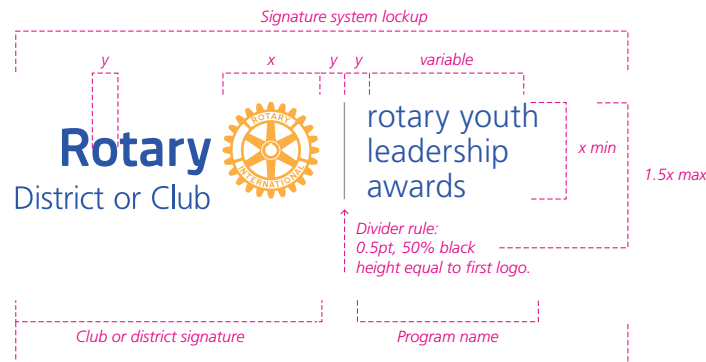 Signature system lockup
y
x
y
y
variable
Rotary
District or Club
ROTARY
INTERNATIONAL
rotary youth
leadership
awards
x min
1.5x max
Divider rule:
0.5pt, 50% black
height equal to first logo.
Club or district signature
Program name